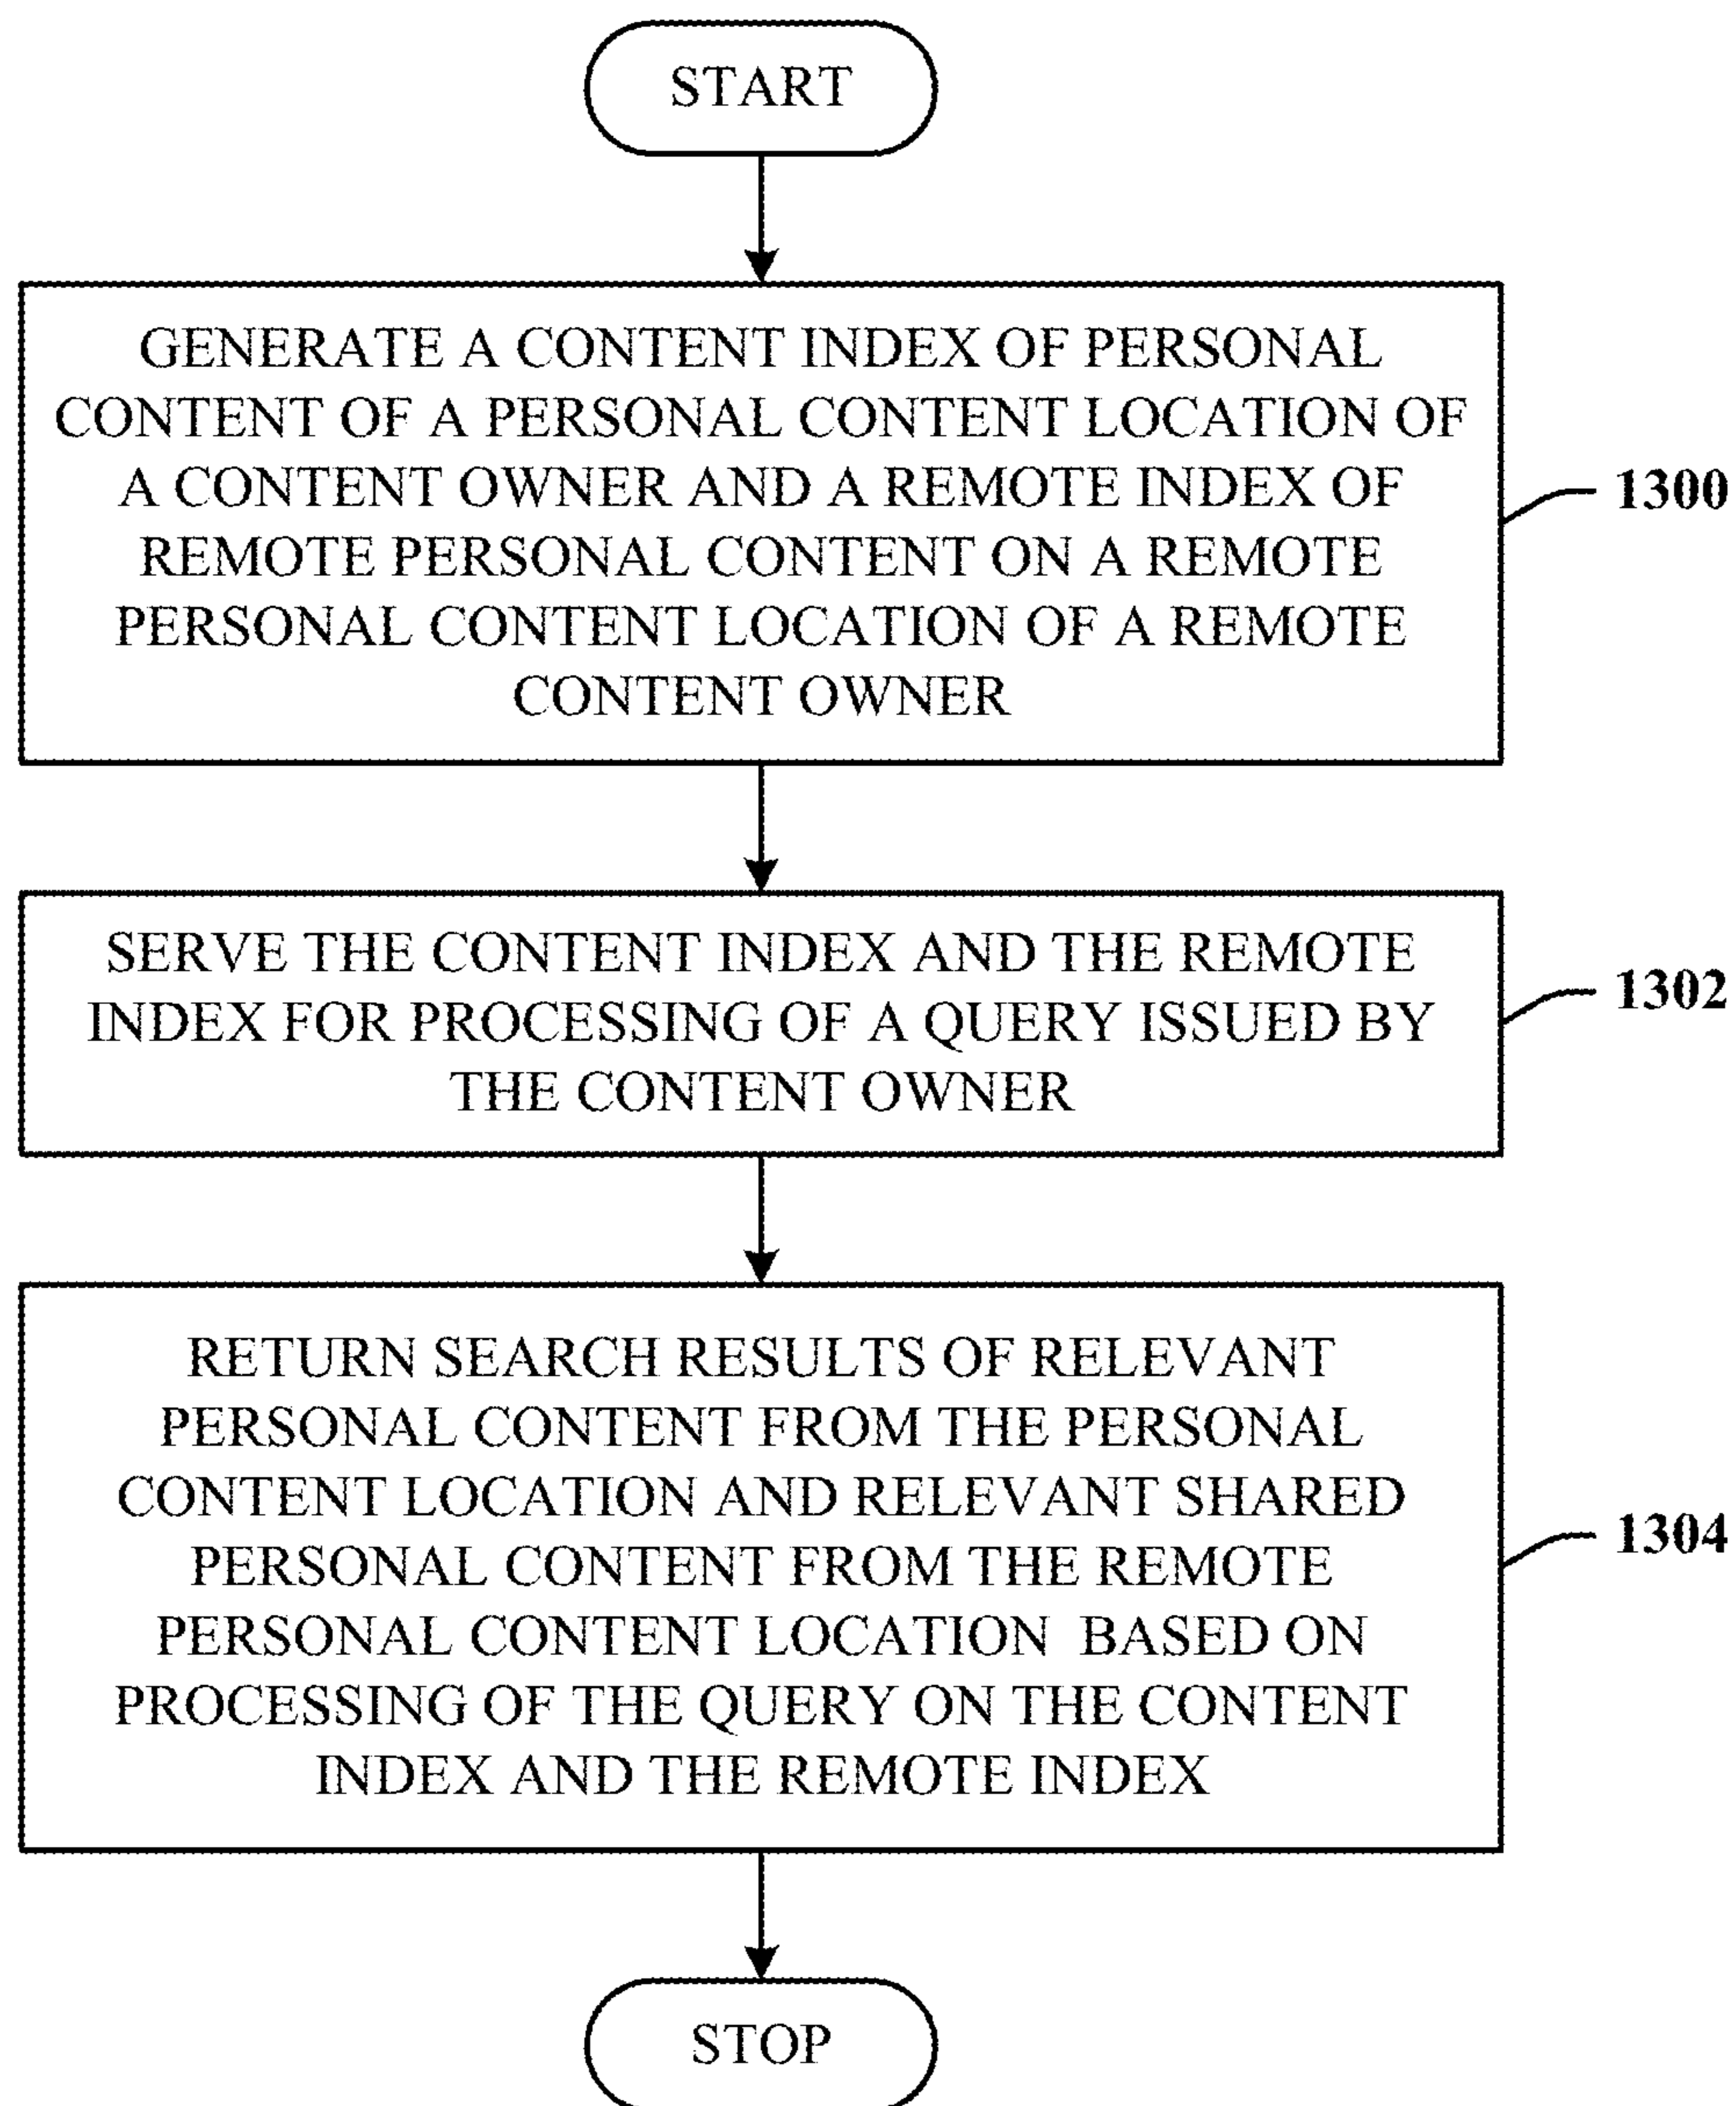 START
GENERATE A CONTENT INDEX OF PERSONAL
CONTENT OF A PERSONAL CONTENT LOCATION OF
A CONTENT OWNER AND A REMOTE INDEX OF
REMOTE PERSONAL CONTENT ON A REMOTE
PERSONAL CONTENT LOCATION OF A REMOTE
CONTENT OWNER
1300
SERVE THE CONTENT INDEX AND THE REMOTE
INDEX FOR PROCESSING OF A QUERY ISSUED BY
THE CONTENT OWNER
1302
RETURN SEARCH RESULTS OF RELEVANT
PERSONAL CONTENT FROM THE PERSONAL
CONTENT LOCATION AND RELEVANT SHARED
PERSONAL CONTENT FROM THE REMOTE
PERSONAL CONTENT LOCATION BASED ON
PROCESSING OF THE QUERY ON THE CONTENT
INDEX AND THE REMOTE INDEX
1304
STOP